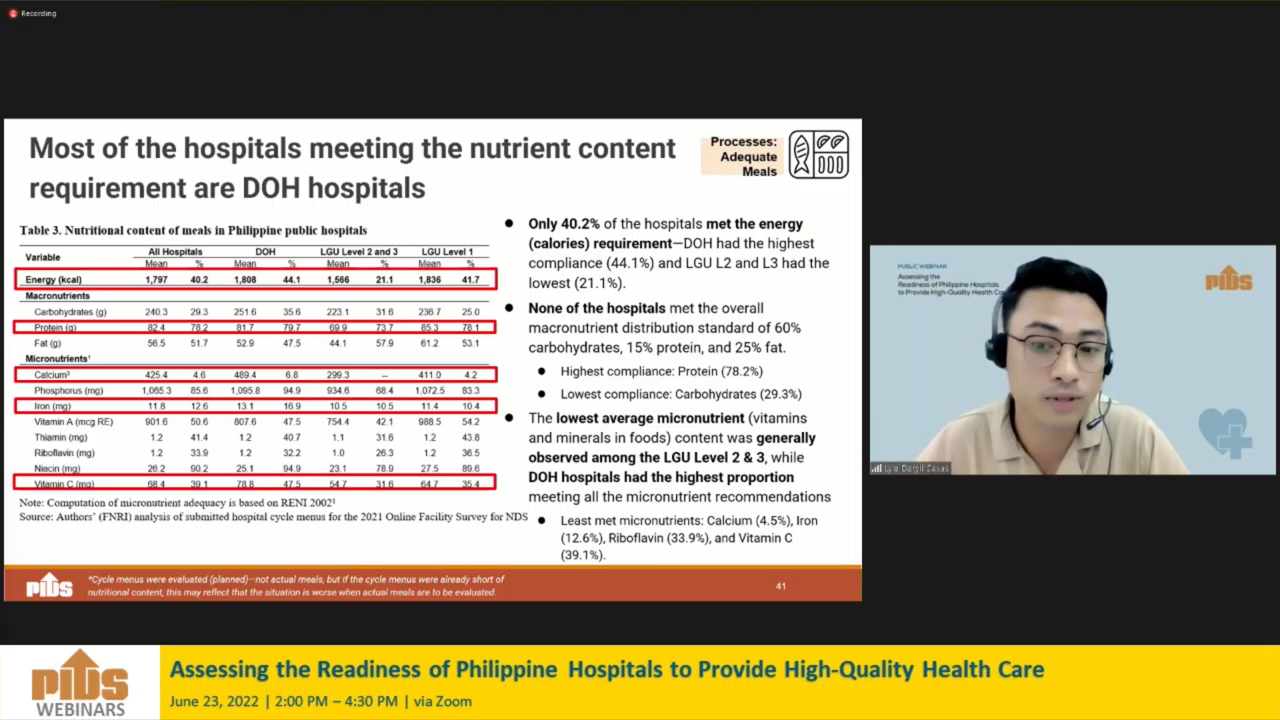 Recording
Most of the hospitals meeting the nutrient content
requirement are DOH hospitals
Processes:
Adequate
Meals
Table 3. Nutritional content of meals in Philippine public hospitals
Variable All Hospitals DOH LGU Level 2 and 3 LGU Level 1
Mean % Mean % Mean % Mean %
Energy (kcal) 1,797 40.2 1,808 44.1 1,566 21.1 1,836 41.7
Macronutrients
Carbohydrates (g) 240.3 29.3 251.6 35.6 223.1 31.6 236.7 25.0
Protein (g) 82.4 78.2 81.7 79.7 69.9 73.7 85.3 78.1
Fat (g) 56.5 51.7 52.9 47.5 44.1 57.9 61.2 53.1
Micronutrients¹
Calcium² 425.4 4.6 489.4 6.8 299.3 – 411.0 4.2
Phosphorus (mg) 1,065.3 85.6 1,095.8 94.9 934.6 68.4 1,072.5 83.3
Iron (mg) 11.8 12.6 13.1 16.9 10.5 10.5 11.4 10.4
Vitamin A (mcg RE) 901.6 50.6 807.6 47.5 754.4 42.1 988.5 54.2
Thiamin (mg) 1.2 41.4 1.2 40.7 1.1 31.6 1.2 43.8
Riboflavin (mg) 1.2 33.9 1.2 32.2 1.0 26.3 1.2 36.5
Niacin (mg) 26.2 90.2 25.1 94.9 23.1 78.9 27.5 89.6
Vitamin C (mg) 68.4 39.1 78.8 47.5 54.7 31.6 64.7 35.4
Note: Computation of micronutrient adequacy is based on RENI 2002¹
Source: Authors' (FNRI) analysis of submitted hospital cycle menus for the 2021 Online Facility Survey for NDS
● Only 40.2% of the hospitals met the energy
(calories) requirement—DOH had the highest
compliance (44.1%) and LGU L2 and L3 had the
lowest (21.1%).
● None of the hospitals met the overall
macronutrient distribution standard of 60%
carbohydrates, 15% protein, and 25% fat.
● Highest compliance: Protein (78.2%)
● Lowest compliance: Carbohydrates (29.3%)
● The lowest average micronutrient (vitamins
and minerals in foods) content was generally
observed among the LGU Level 2 & 3, while
DOH hospitals had the highest proportion
meeting all the micronutrient recommendations
● Least met micronutrients: Calcium (4.5%), Iron
(12.6%), Riboflavin (33.9%), and Vitamin C
(39.1%).
PIDS
*Cycle menus were evaluated (planned)—not actual meals, but if the cycle menus were already short of
nutritional content, this may reflect that the situation is worse when actual meals are to be evaluated.
41
PUBLIC WEBINAR
Assessing the
Readiness of Philippine Hospitals
to Provide High-Quality Health
PIDS
Lyle Daryll Casas
PIDS
WEBINARS
Assessing the Readiness of Philippine Hospitals to Provide High-Quality Health Care
June 23, 2022 | 2:00 PM – 4:30 PM | via Zoom